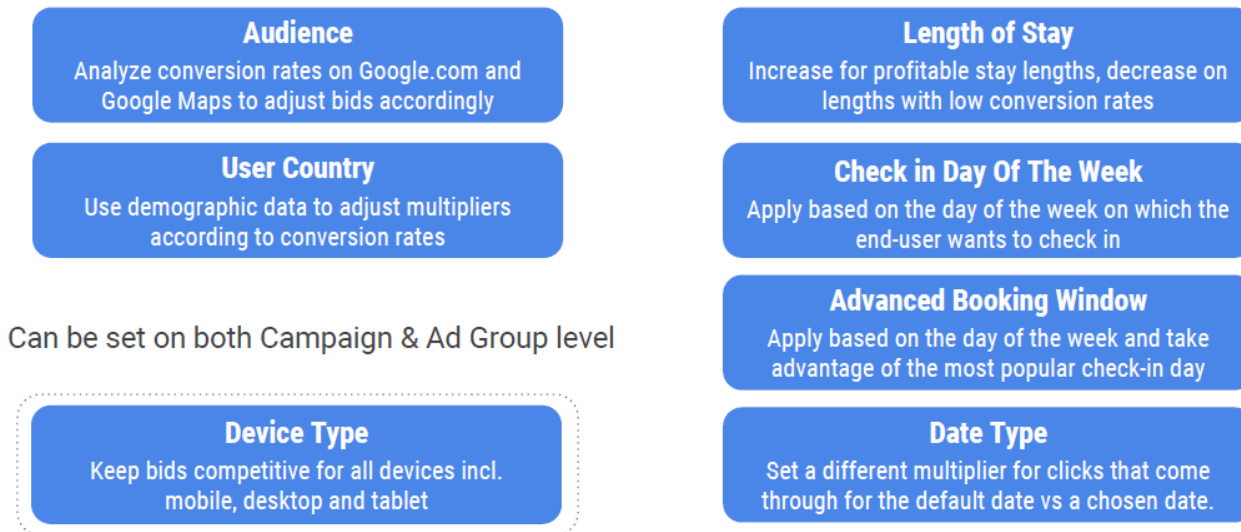 Audience
Analyze conversion rates on Google.com and
Google Maps to adjust bids accordingly
User Country
Use demographic data to adjust multipliers
according to conversion rates
Can be set on both Campaign & Ad Group level
Device Type
Keep bids competitive for all devices incl.
mobile, desktop and tablet
Length of Stay
Increase for profitable stay lengths, decrease on
lengths with low conversion rates
Check in Day Of The Week
Apply based on the day of the week on which the
end-user wants to check in
Advanced Booking Window
Apply based on the day of the week and take
advantage of the most popular check-in day
Date Type
Set a different multiplier for clicks that come
through for the default date vs a chosen date.